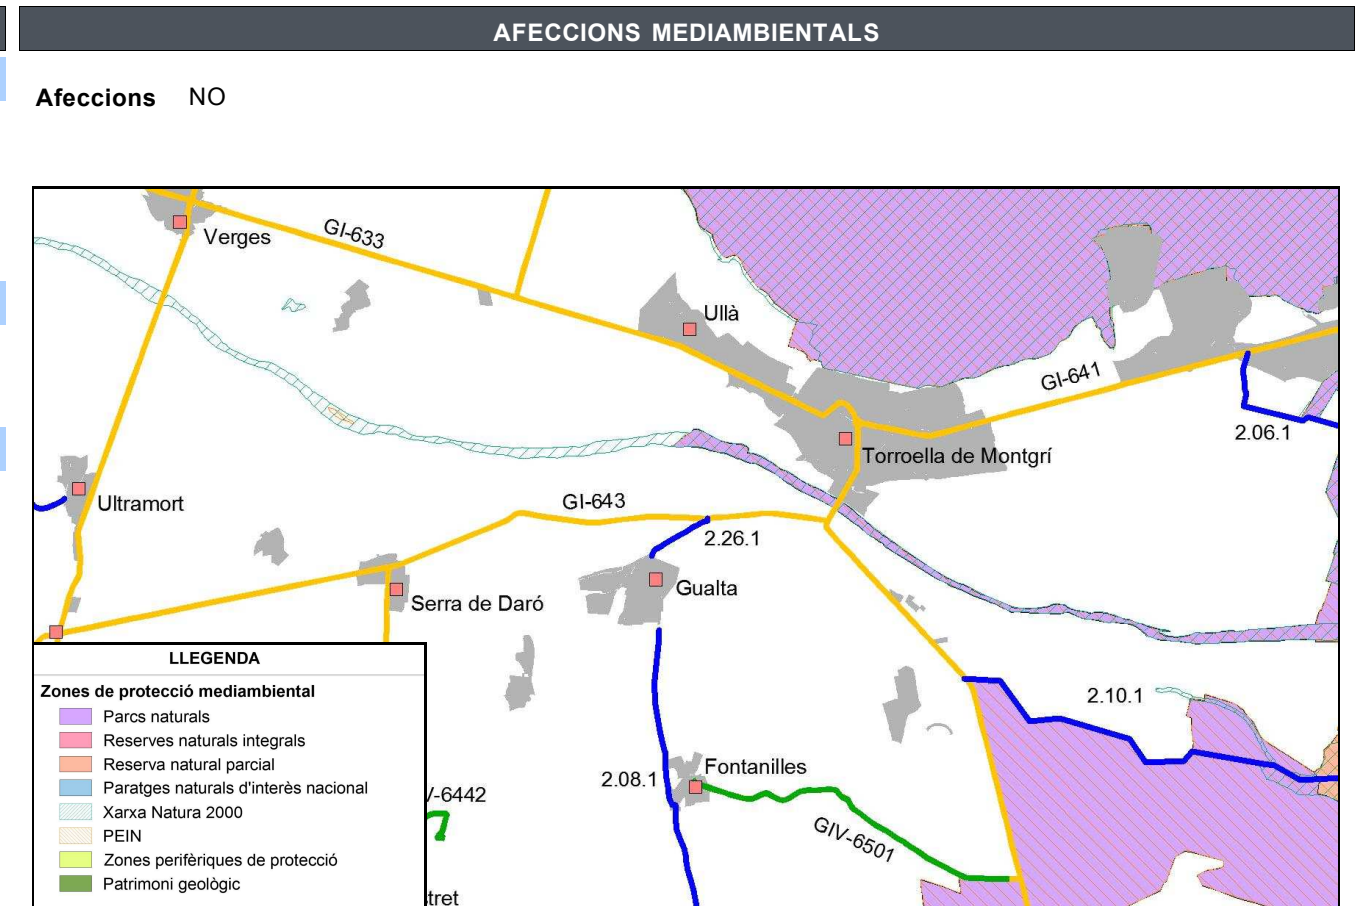 AFECCIONS MEDIAMBIENTALS
Afeccions NO
Verges
GI-633
Ullà
GI-641
2.06.1
Torroella de Montgrí
Ultramort
GI-643
2.26.1
Gualta
Serra de Daró
2.10.1
Fontanilles
2.08.1
V-6442
GIV-6501
tret
LLEGENDA
Zones de protecció mediambiental
Parcs naturals
Reserves naturals integrals
Reserva natural parcial
Paratges naturals d'interès nacional
Xarxa Natura 2000
PEIN
Zones perifèriques de protecció
Patrimoni geològic